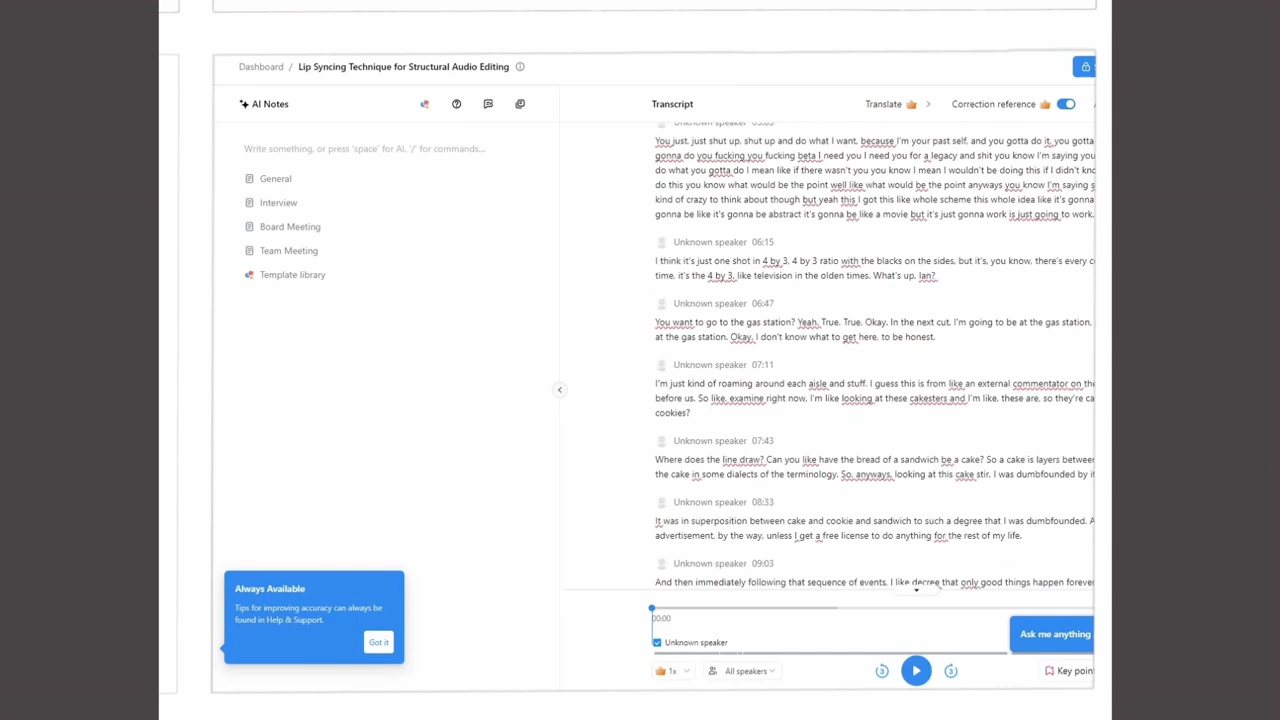 Dashboard / Lip Syncing Technique for Structural Audio Editing
AI Notes
Write something, or press 'space' for AI, '/' for commands...
General
Interview
Board Meeting
Team Meeting
Template library
Always Available
Tips for improving accuracy can always be
found in Help & Support.
Got it
Transcript
Translate
Correction reference
Unknown speaker 05:05
You just, just shut up, shut up and do what I want, because I'm your past self, and you gotta do it, you gotta
gonna do you fucking you fucking beta I need you I need you for a legacy and shit you know I'm saying you
do what you gotta do I mean like if there wasn't you you know I mean I wouldn't be doing this if I didn't
do this you know what would be the point well like what would be the point anyways you know I'm saying
kind of crazy to think about though but yeah this I got this like whole scheme this whole idea like it's gonna
gonna be like it's gonna be abstract it's gonna be like a movie but it's just gonna work is just going to work.
Unknown speaker 06:15
I think it's just one shot in 4 by 3, 4 by 3 ratio with the blacks on the sides, but it's, you know, there's every
time, it's the 4 by 3, like television in the olden times. What's up, Ian?
Unknown speaker 06:47
You want to go to the gas station? Yeah. True. True. Okay. In the next cut, I'm going to be at the gas station,
at the gas station. Okay, I don't know what to get here, to be honest.
Unknown speaker 07:11
I'm just kind of roaming around each aisle and stuff. I guess this is from like an external commentator on the
before us. So like, examine right now, I'm like looking at these cakesters and I'm like, these are, so they're
cookies?
Unknown speaker 07:43
Where does the line draw? Can you like have the bread of a sandwich be a cake? So a cake is layers between
the cake in some dialects of the terminology. So, anyways, looking at this cake stir, I was dumbfounded by
Unknown speaker 08:33
It was in superposition between cake and cookie and sandwich to such a degree that I was dumbfounded.
advertisement, by the way, unless I get a free license to do anything for the rest of my life.
Unknown speaker 09:03
And then immediately following that sequence of events, I like decree that only good things happen forever
00:00
Unknown speaker
Ask me anything
1x
All speakers
3
3
Key